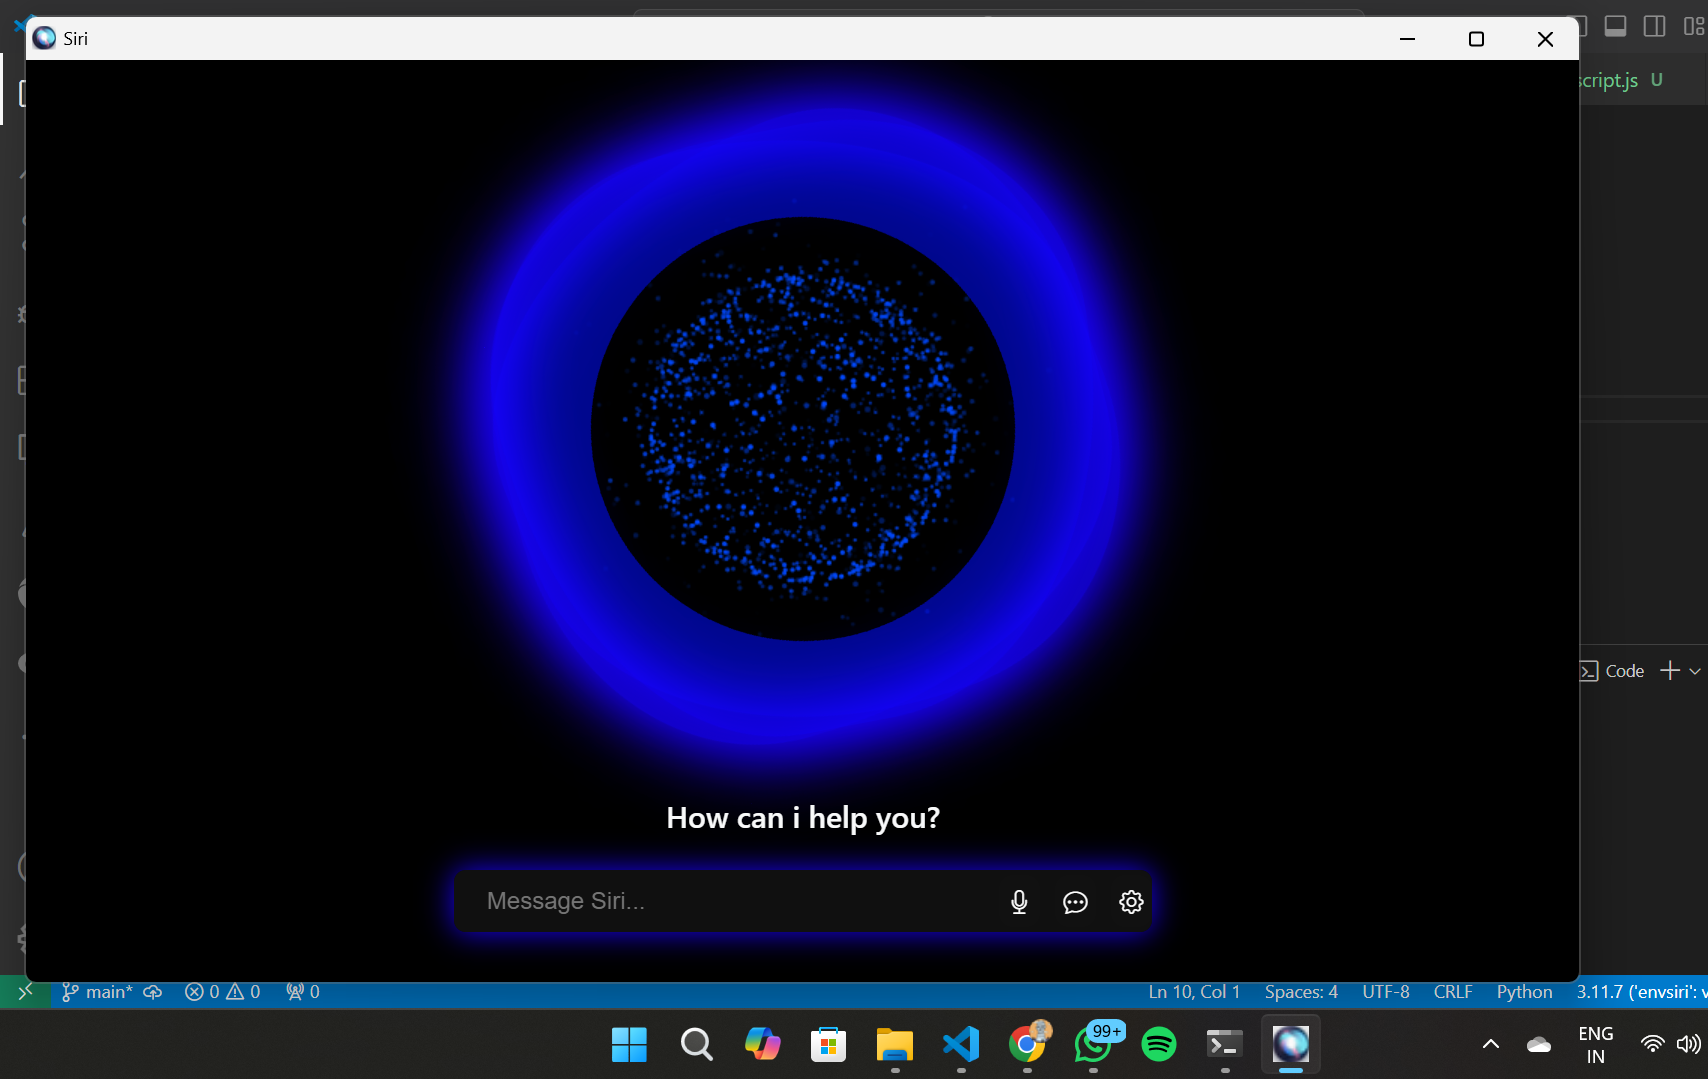 Siri
script.js U
Code
How can i help you?
Message Siri...
main* 0 0 0
Ln 10, Col 1 Spaces: 4 UTF-8 CRLF Python 3.11.7 ('envsiri': v
99+
ENG
IN